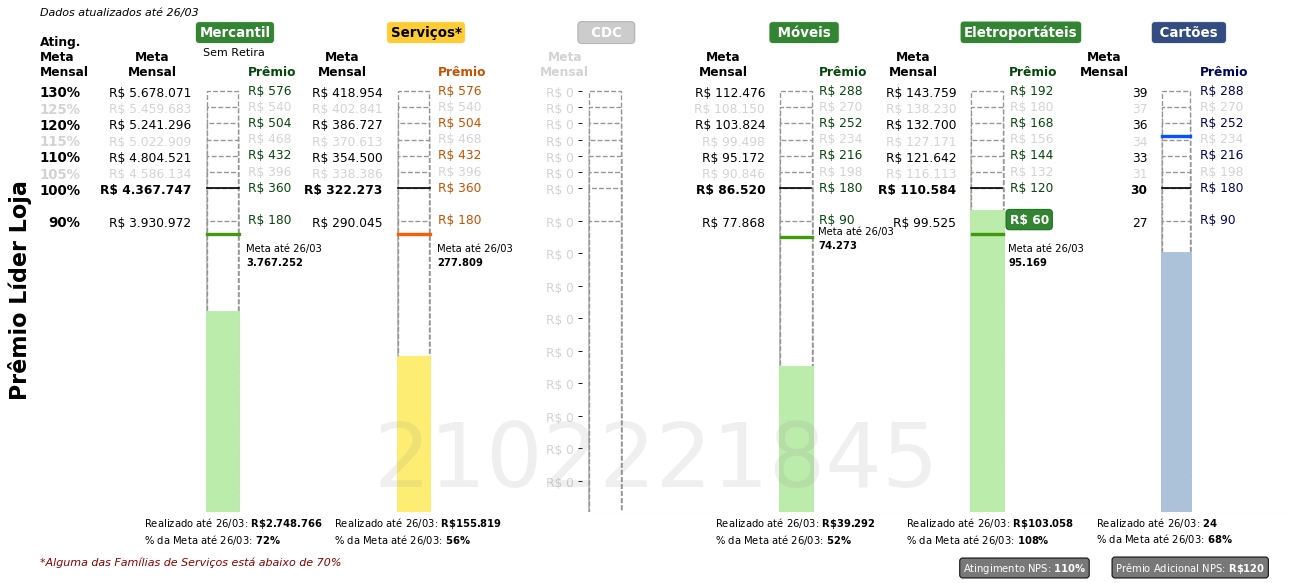 Dados atualizados até 26/03
Mercantil Serviços* CDC Móveis Eletroportáteis Cartões
Sem Retira
Ating. Meta Mensal
Meta Mensal Prêmio Meta Mensal Prêmio Meta Mensal Meta Mensal Prêmio Meta Mensal Prêmio Meta Mensal Prêmio
130% R$ 5.678.071 R$ 576 R$ 418.954 R$ 576 R$ 0 R$ 112.476 R$ 288 R$ 143.759 R$ 192 39 R$ 288
125% R$ 5.459.683 R$ 540 R$ 402.841 R$ 540 R$ 0 R$ 108.150 R$ 270 R$ 138.230 R$ 180 37 R$ 270
120% R$ 5.241.296 R$ 504 R$ 386.727 R$ 504 R$ 0 R$ 103.824 R$ 252 R$ 132.700 R$ 168 36 R$ 252
115% R$ 5.022.909 R$ 468 R$ 370.613 R$ 468 R$ 0 R$ 99.498 R$ 234 R$ 127.171 R$ 156 34 R$ 234
110% R$ 4.804.521 R$ 432 R$ 354.500 R$ 432 R$ 0 R$ 95.172 R$ 216 R$ 121.642 R$ 144 33 R$ 216
105% R$ 4.586.134 R$ 396 R$ 338.386 R$ 396 R$ 0 R$ 90.846 R$ 198 R$ 116.113 R$ 132 31 R$ 198
100% R$ 4.367.747 R$ 360 R$ 322.273 R$ 360 R$ 0 R$ 86.520 R$ 180 R$ 110.584 R$ 120 30 R$ 180
90% R$ 3.930.972 R$ 180 R$ 290.045 R$ 180 R$ 0 R$ 77.868 R$ 90 R$ 99.525 R$ 60 27 R$ 90
Meta até 26/03
3.767.252
Meta até 26/03
277.809
Meta até 26/03
74.273
Meta até 26/03
95.169
R$ 0
R$ 0
R$ 0
R$ 0
R$ 0
R$ 0
R$ 0
R$ 0
Prêmio Líder Loja
2102221845
Realizado até 26/03: R$2.748.766
% da Meta até 26/03: 72%
Realizado até 26/03: R$155.819
% da Meta até 26/03: 56%
Realizado até 26/03: R$39.292
% da Meta até 26/03: 52%
Realizado até 26/03: R$103.058
% da Meta até 26/03: 108%
Realizado até 26/03: 24
% da Meta até 26/03: 68%
*Alguma das Famílias de Serviços está abaixo de 70%
Atingimento NPS: 110%
Prêmio Adicional NPS: R$120